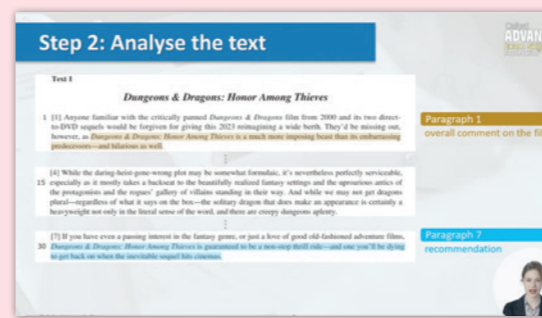 Oxford
ADVAN
Step 2: Analyse the text
Text 1
Dungeons & Dragons: Honor Among Thieves
1 [1] Anyone familiar with the critically panned Dungeons & Dragons film from 2000 and its two direct-
to-DVD sequels would be forgiven for giving this 2023 reimagining a wide berth. They'd be missing out,
however, as Dungeons & Dragons: Honor Among Thieves is a much more imposing beast than its embarrassing
predecessors—and hilarious as well.
Paragraph 1
overall comment on the fil
[4] While the daring-heist-gone-wrong plot may be somewhat formulaic, it's nevertheless perfectly serviceable,
15 especially as it mostly takes a backseat to the beautifully realized fantasy settings and the uproarious antics of
the protagonists and the rogues' gallery of villains standing in their way. And while we may not get dragons
plural—regardless of what it says on the box—the solitary dragon that does make an appearance is certainly a
heavyweight not only in the literal sense of the word, and there are creepy dungeons aplenty.
[7] If you have even a passing interest in the fantasy genre, or just a love of good old-fashioned adventure films,
30 Dungeons & Dragons: Honor Among Thieves is guaranteed to be a non-stop thrill ride—and one you'll be dying
to get back on when the inevitable sequel hits cinemas.
Paragraph 7
recommendation